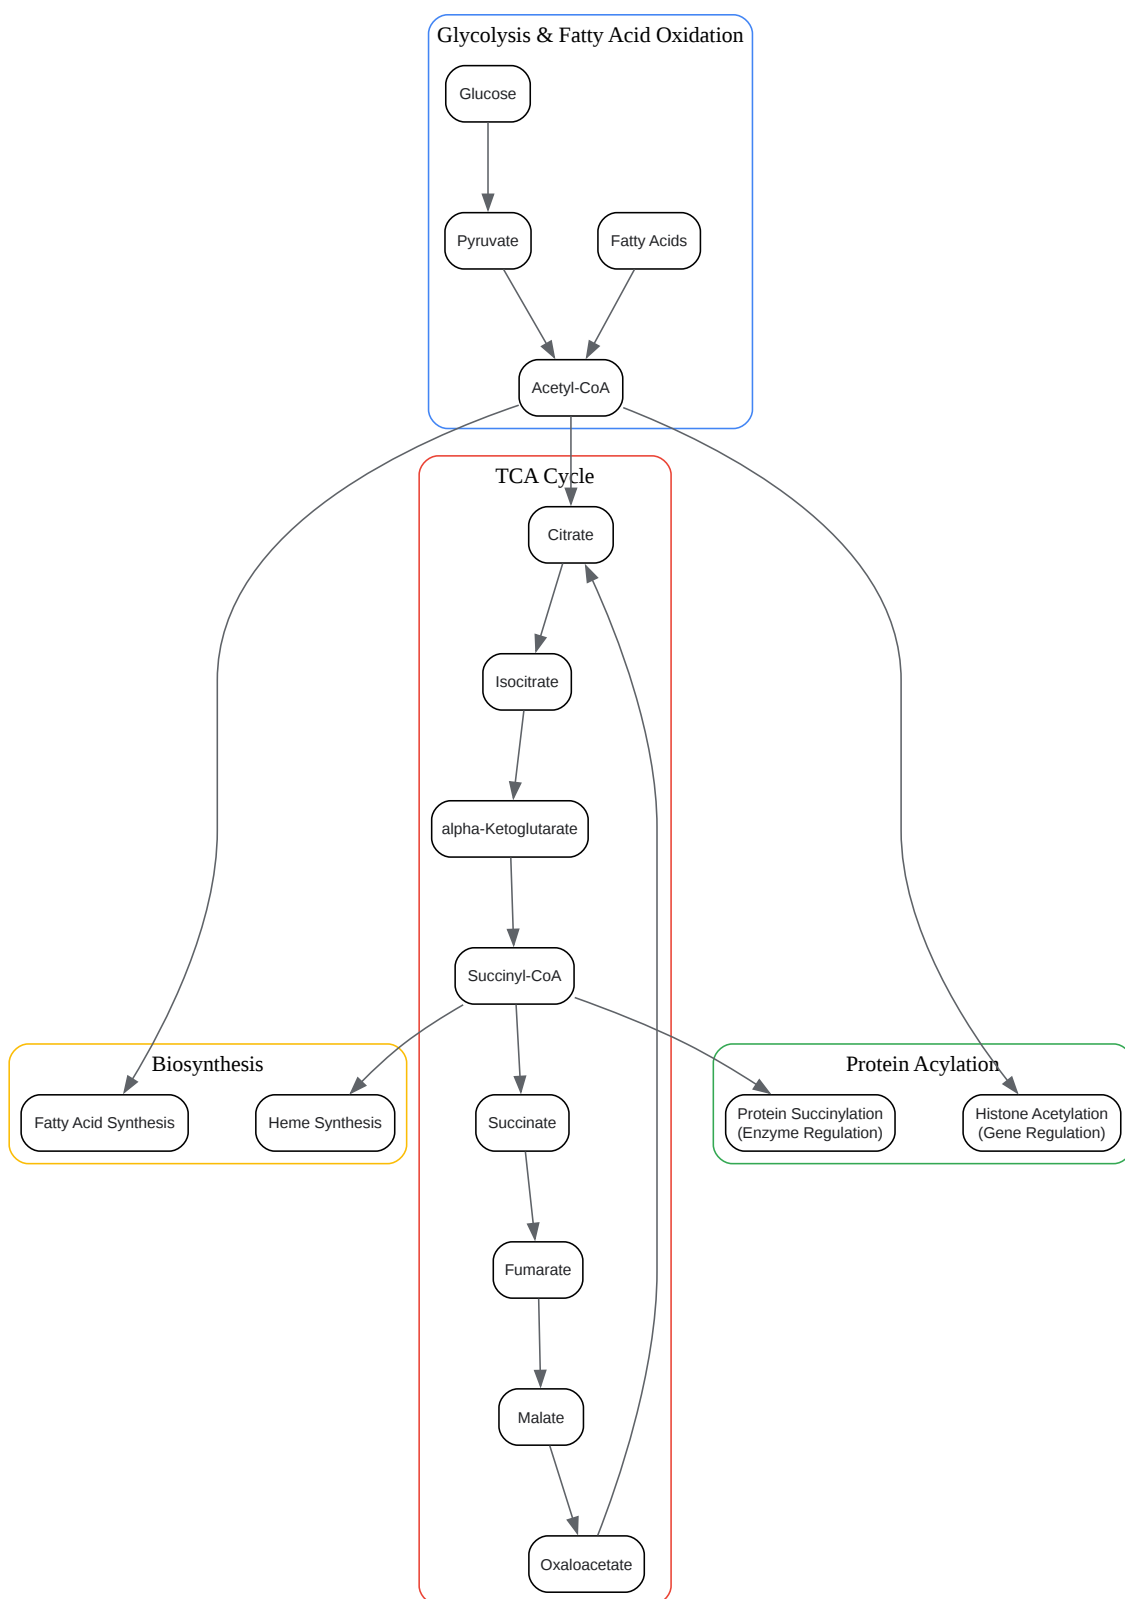 Glycolysis & Fatty Acid Oxidation
Glucose
Pyruvate
Fatty Acids
Acetyl-CoA
TCA Cycle
Citrate
Isocitrate
alpha-Ketoglutarate
Succinyl-CoA
Biosynthesis
Protein Acylation
Fatty Acid Synthesis
Heme Synthesis
Succinate
Protein Succinylation
(Enzyme Regulation)
Histone Acetylation
(Gene Regulation)
Fumarate
Malate
Oxaloacetate